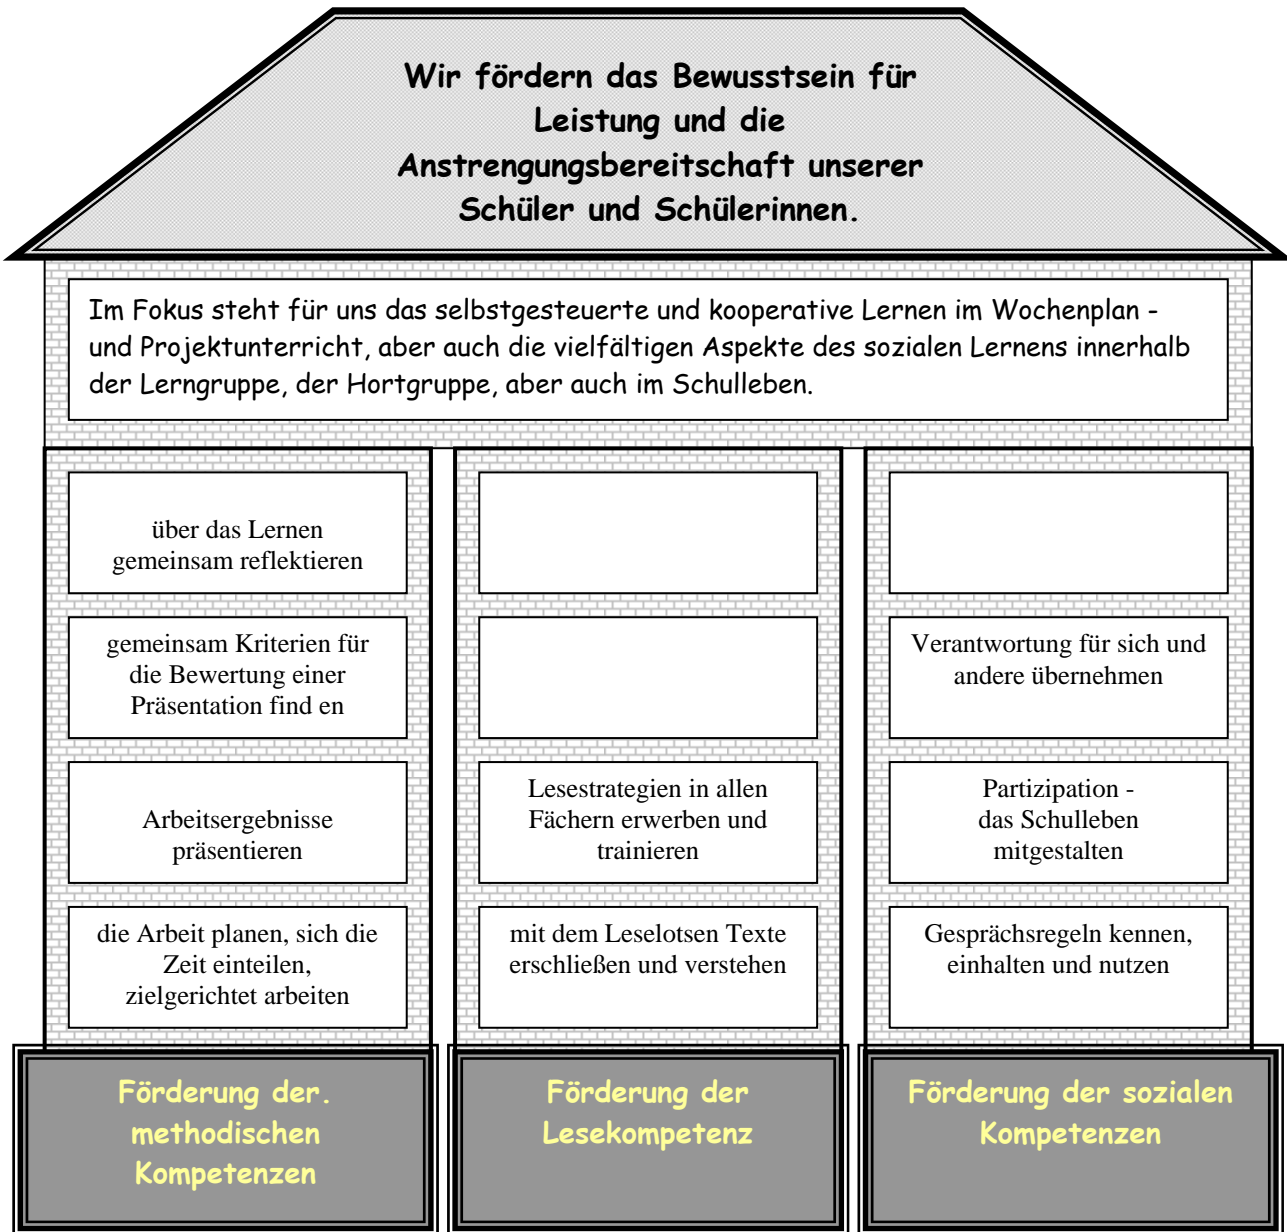 Wir fördern das Bewusstsein für
Leistung und die
Anstrengungsbereitschaft unserer
Schüler und Schülerinnen.
Im Fokus steht für uns das selbstgesteuerte und kooperative Lernen im Wochenplan -
und Projektunterricht, aber auch die vielfältigen Aspekte des sozialen Lernens innerhalb
der Lerngruppe, der Hortgruppe, aber auch im Schulleben.
über das Lernen
gemeinsam reflektieren
gemeinsam Kriterien für
die Bewertung einer
Präsentation find en
Arbeitsergebnisse
präsentieren
die Arbeit planen, sich die
Zeit einteilen,
zielgerichtet arbeiten
Förderung der.
methodischen
Kompetenzen
Lesestrategien in allen
Fächern erwerben und
trainieren
mit dem Leselotsen Texte
erschließen und verstehen
Förderung der
Lesekompetenz
Verantwortung für sich und
andere übernehmen
Partizipation -
das Schulleben
mitgestalten
Gesprächsregeln kennen,
einhalten und nutzen
Förderung der sozialen
Kompetenzen